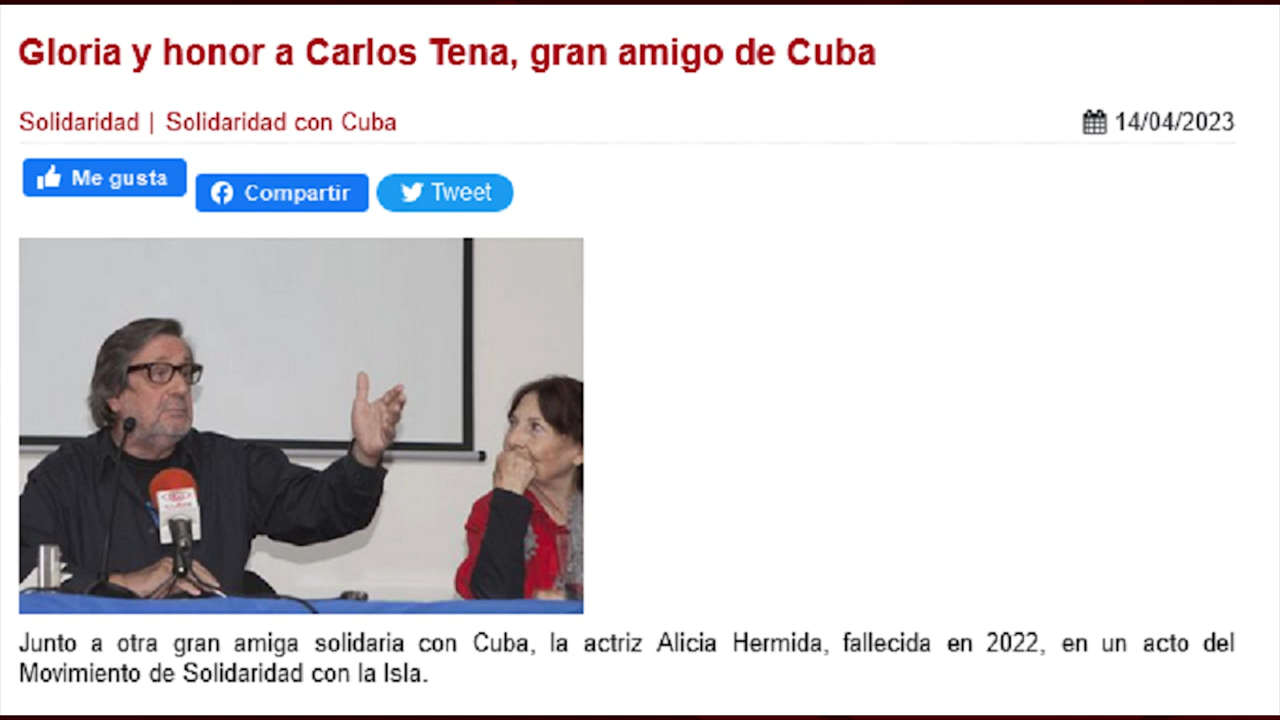 Gloria y honor a Carlos Tena, gran amigo de Cuba
Solidaridad | Solidaridad con Cuba
14/04/2023
Me gusta
Compartir
Tweet
Junto a otra gran amiga solidaria con Cuba, la actriz Alicia Hermida, fallecida en 2022, en un acto del
Movimiento de Solidaridad con la Isla.